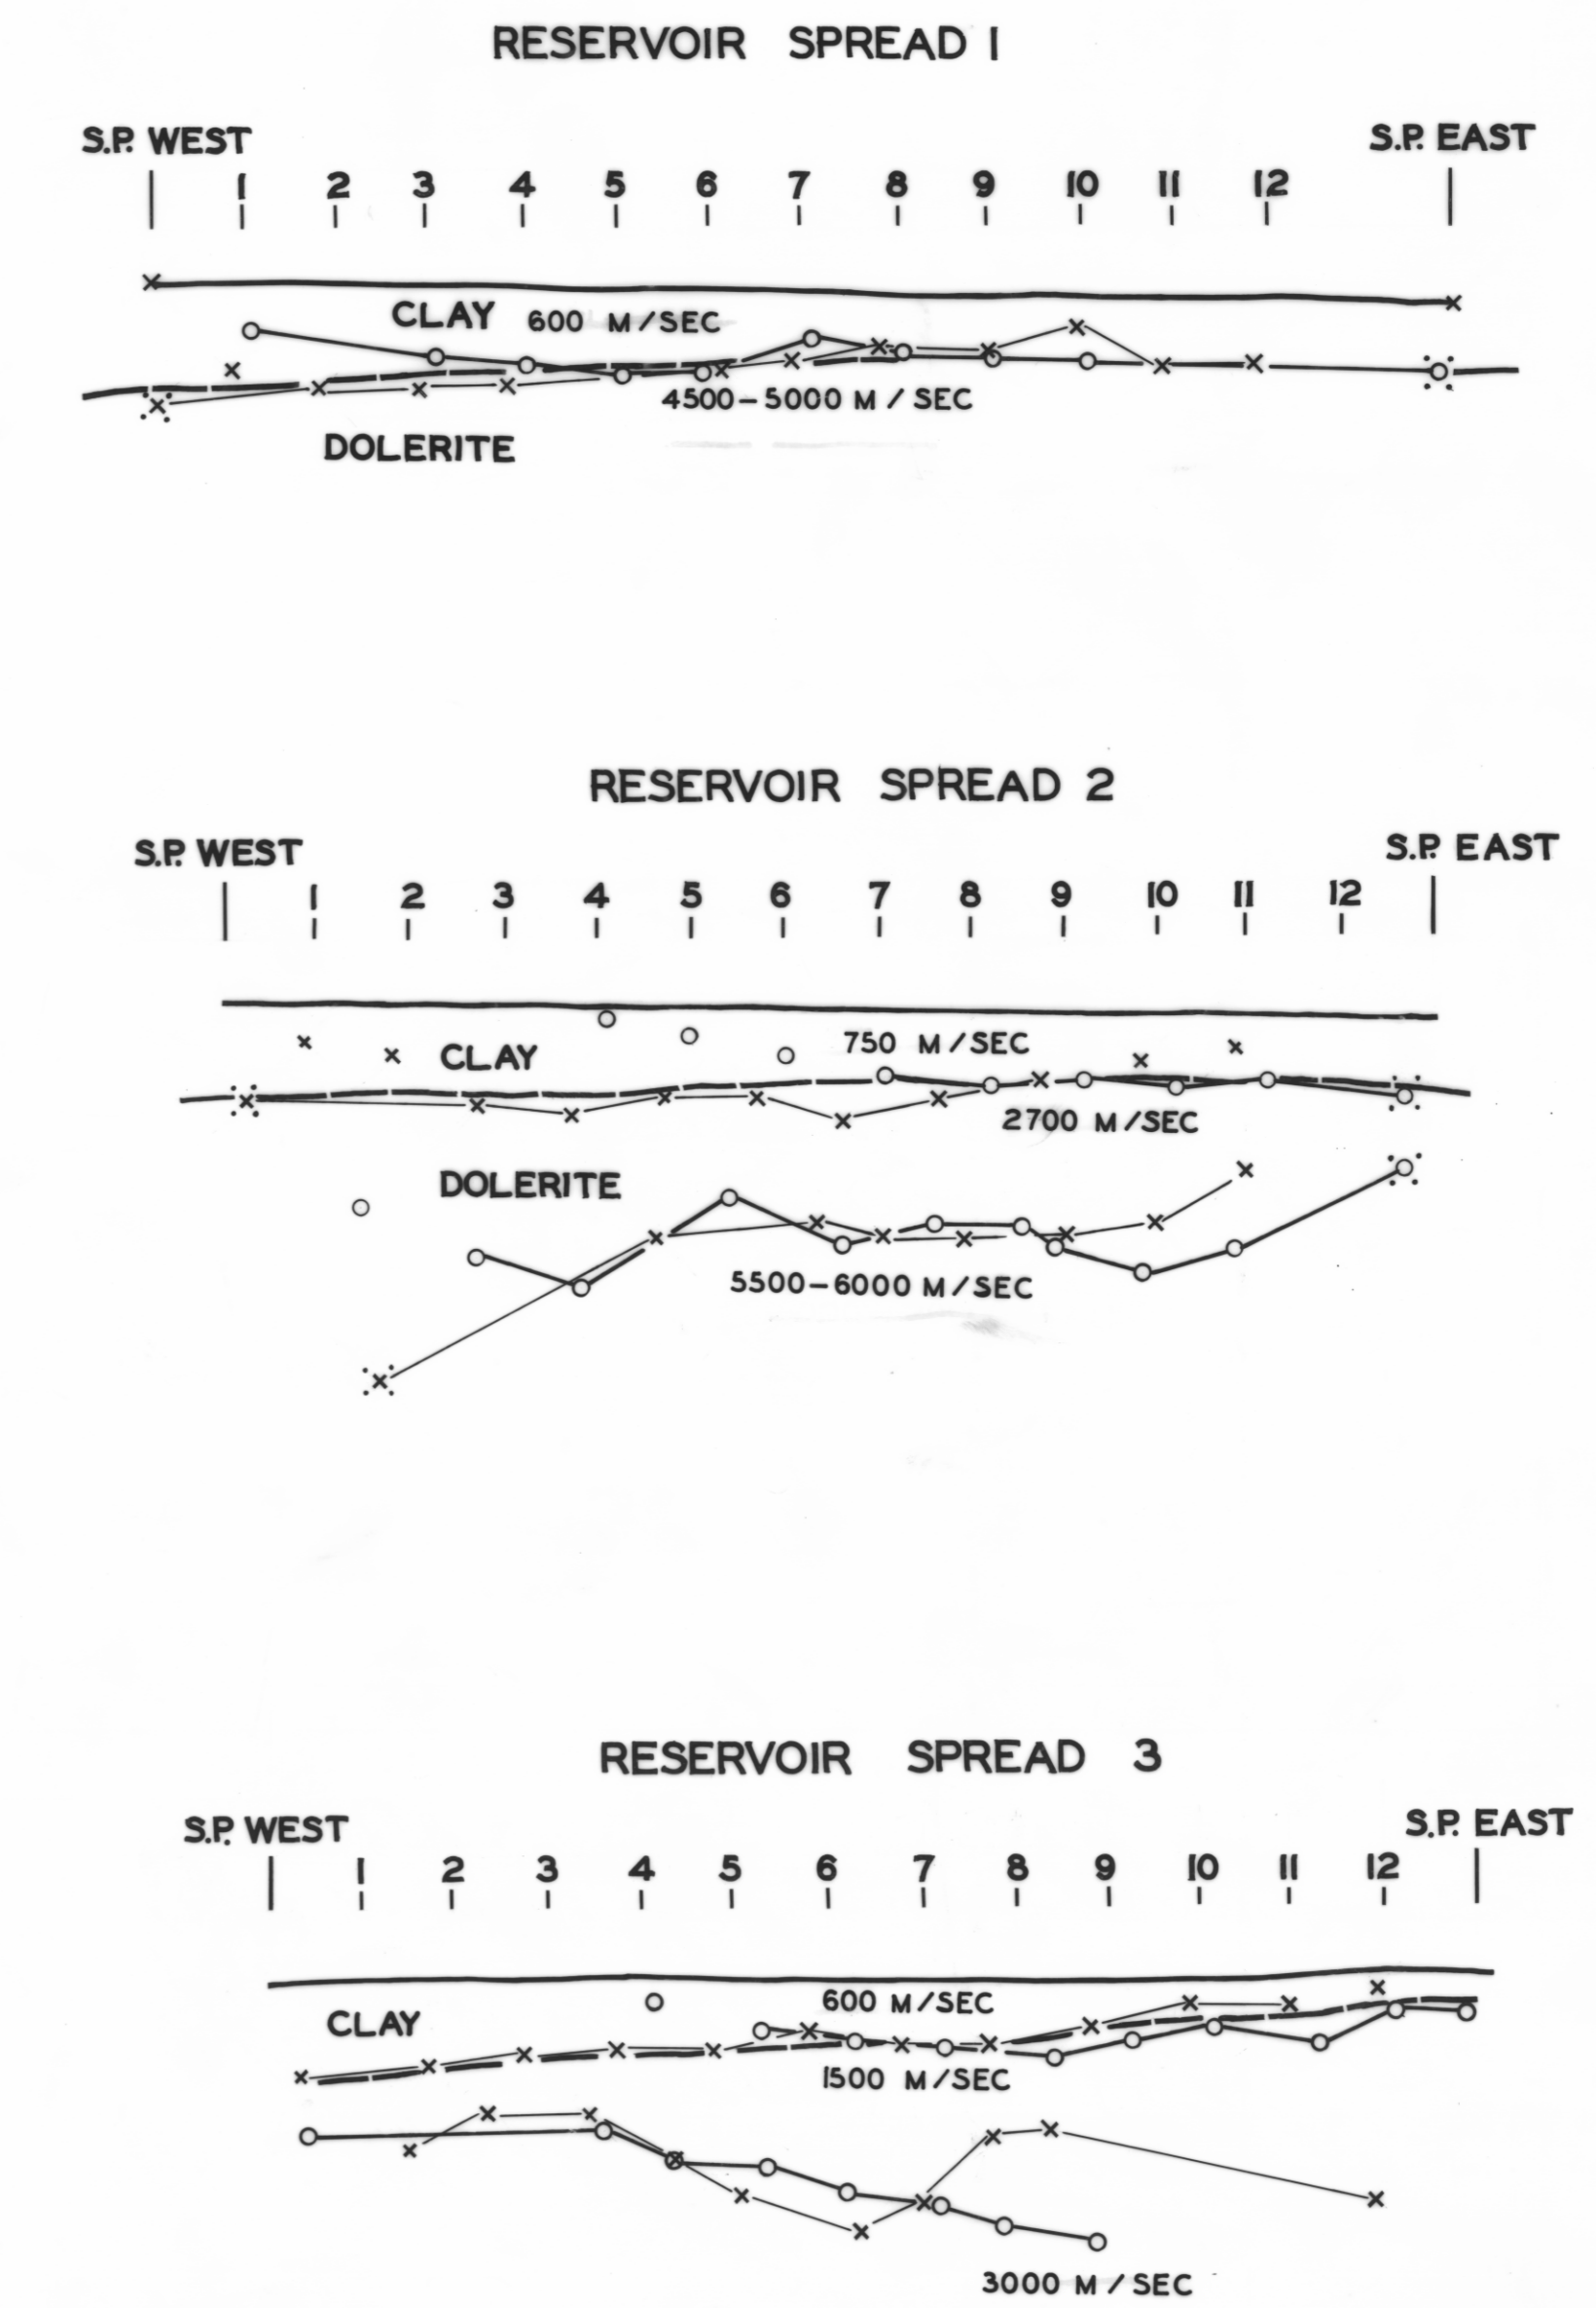 RESERVOIR SPREAD 1
S.P. WEST S.P. EAST
1 2 3 4 5 6 7 8 9 10 11 12
CLAY 600 M/SEC
4500-5000 M/SEC
DOLERITE
RESERVOIR SPREAD 2
S.P. WEST S.P. EAST
1 2 3 4 5 6 7 8 9 10 11 12
CLAY 750 M/SEC
2700 M/SEC
DOLERITE
5500-6000 M/SEC
RESERVOIR SPREAD 3
S.P. WEST S.P. EAST
1 2 3 4 5 6 7 8 9 10 11 12
CLAY 600 M/SEC
1500 M/SEC
3000 M/SEC